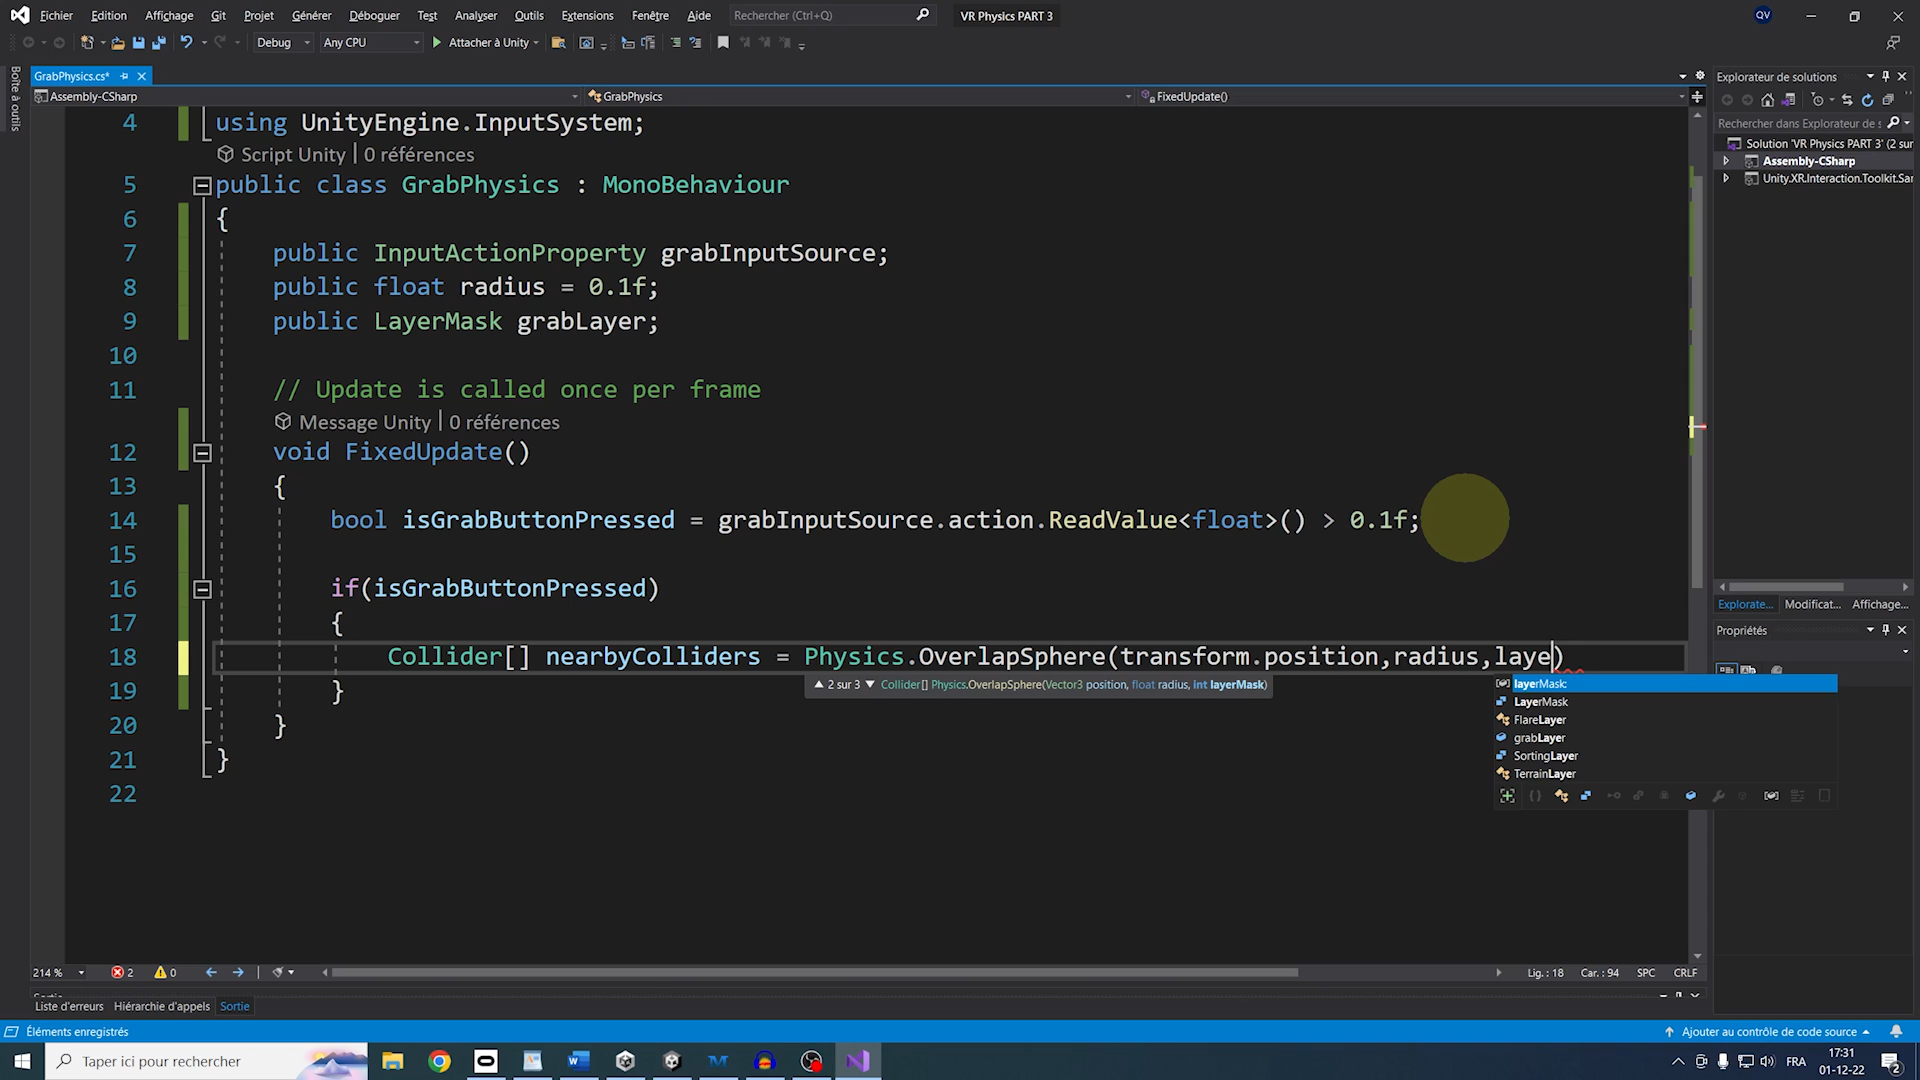 Fichier Edition Affichage Git Projet Générer Déboguer Test Analyser Outils Extensions Fenêtre Aide Rechercher (Ctrl+Q) VR Physics PART 3 QV
Debug Any CPU Attacher à Unity
Boîte à outils
GrabPhysics.cs*
Assembly-CSharp GrabPhysics FixedUpdate()
4 using UnityEngine.InputSystem;
Script Unity | 0 références
5 public class GrabPhysics : MonoBehaviour
6 {
7 public InputActionProperty grabInputSource;
8 public float radius = 0.1f;
9 public LayerMask grabLayer;
10
11 // Update is called once per frame
Message Unity | 0 références
12 void FixedUpdate()
13 {
14 bool isGrabButtonPressed = grabInputSource.action.ReadValue<float>() > 0.1f;
15
16 if(isGrabButtonPressed)
17 {
18 Collider[] nearbyColliders = Physics.OverlapSphere(transform.position,radius,laye)
▲ 2 sur 3 ▼ Collider[] Physics.OverlapSphere(Vector3 position, float radius, int layerMask)
19 }
20 }
21 }
22
layerMask:
LayerMask
FlareLayer
grabLayer
SortingLayer
TerrainLayer
214 % 2 0 Lig. : 18 Car. : 94 SPC CRLF
Liste d'erreurs Hiérarchie d'appels Sortie
Explorateur de solutions
Rechercher dans Explorateur de s
Solution 'VR Physics PART 3' (2 sur
Assembly-CSharp
Unity.XR.Interaction.Toolkit.Sam
Explorate... Modificat... Affichage...
Propriétés
Éléments enregistrés Ajouter au contrôle de code source
Taper ici pour rechercher FRA 17:31
01-12-22 2